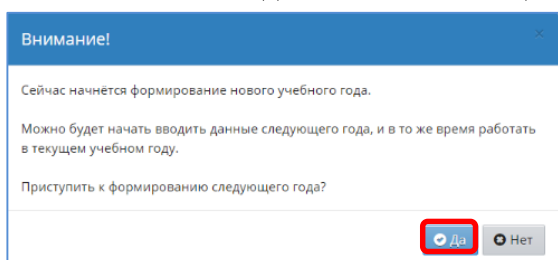 Внимание!
Сейчас начнётся формирование нового учебного года.
Можно будет начать вводить данные следующего года, и в то же время работать
в текущем учебном году.
Приступить к формированию следующего года?
Да Нет